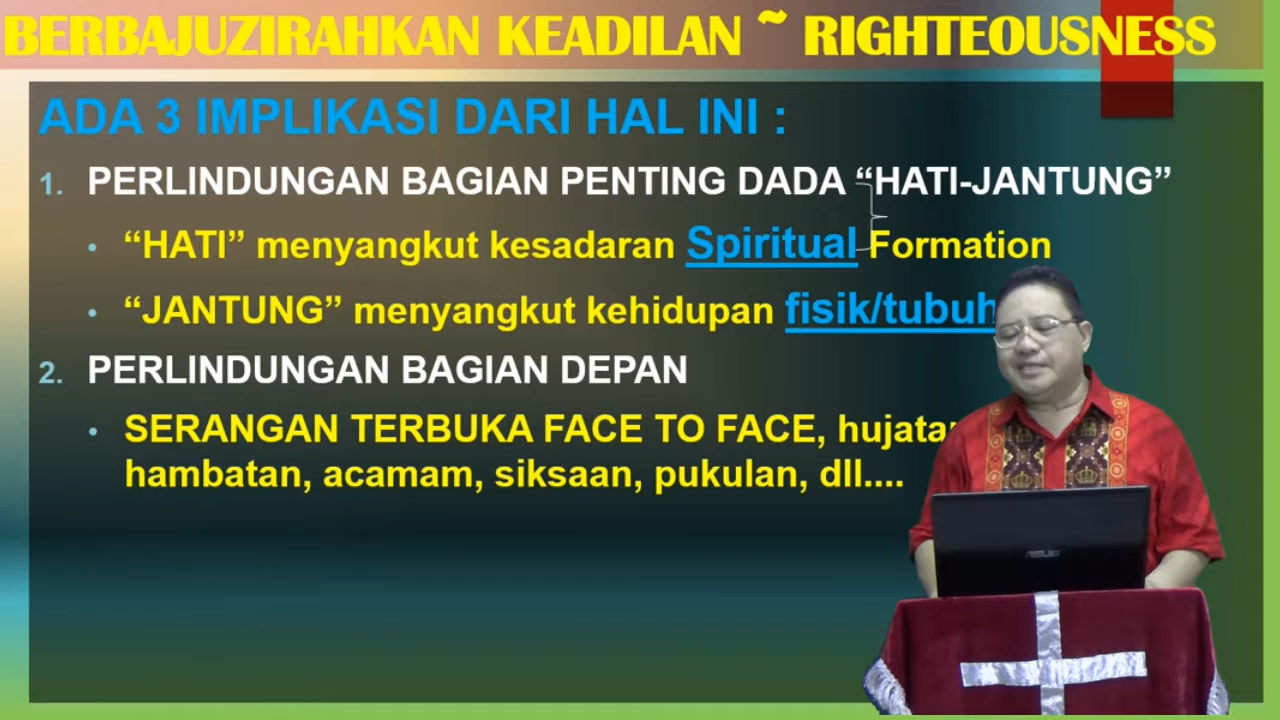 BERBAJUZIRAHKAN KEADILAN ~ RIGHTEOUSNESS
ADA 3 IMPLIKASI DARI HAL INI :
1. PERLINDUNGAN BAGIAN PENTING DADA “HATI-JANTUNG”
• “HATI” menyangkut kesadaran Spiritual Formation
• “JANTUNG” menyangkut kehidupan fisik/tubuh
2. PERLINDUNGAN BAGIAN DEPAN
• SERANGAN TERBUKA FACE TO FACE,
hambatan, acamam, siksaan, pukulan, dll....
ASUS